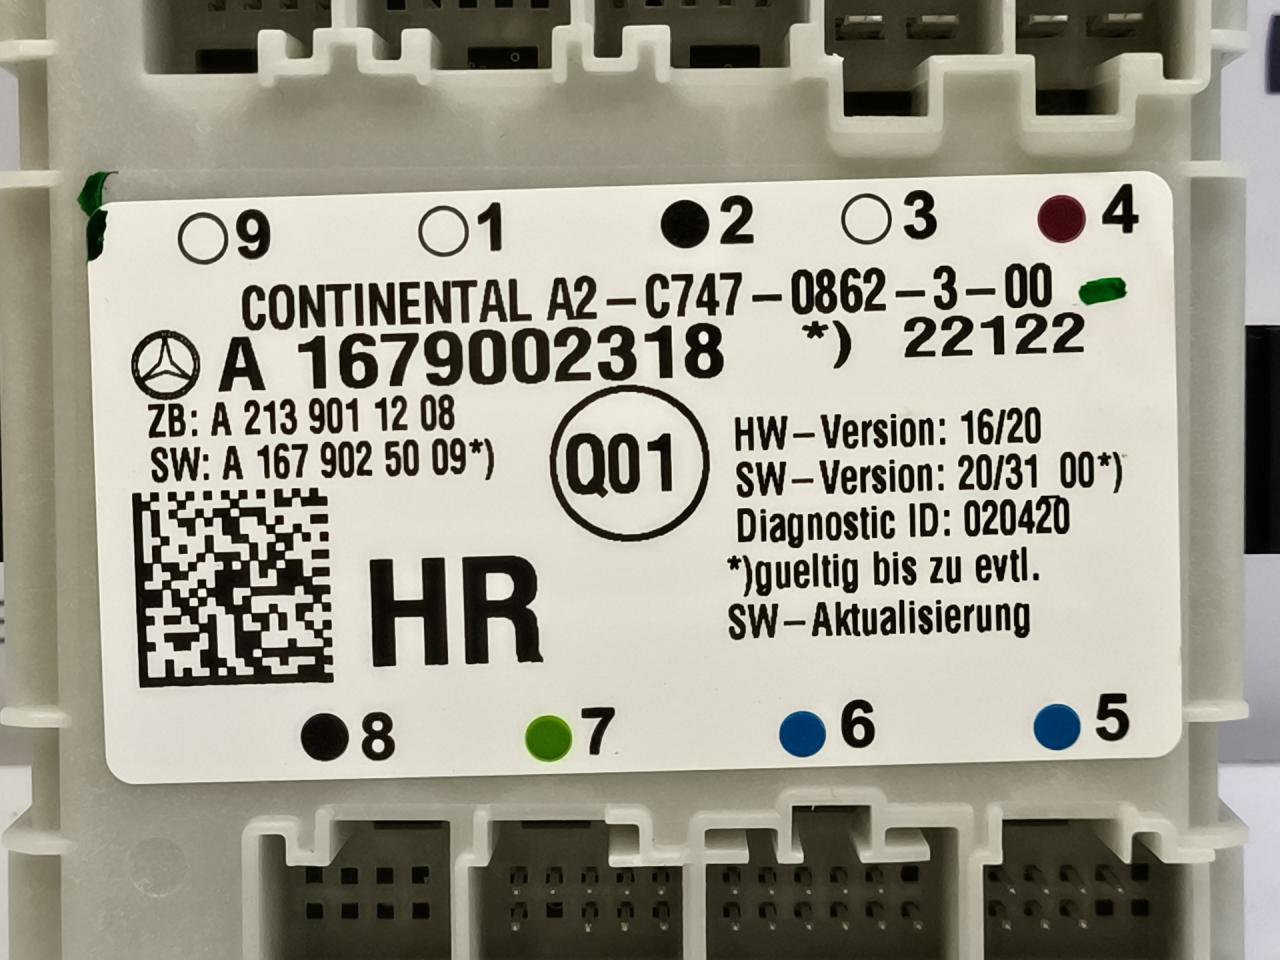 9 1 2 3 4
CONTINENTAL A2-C747-0862-3-00
A 1679002318 *) 22122
ZB: A 213 901 12 08
SW: A 167 902 50 09*)
Q01
HW-Version: 16/20
SW-Version: 20/31 00*)
Diagnostic ID: 020420
*)gueltig bis zu evtl.
SW-Aktualisierung
HR
8 7 6 5